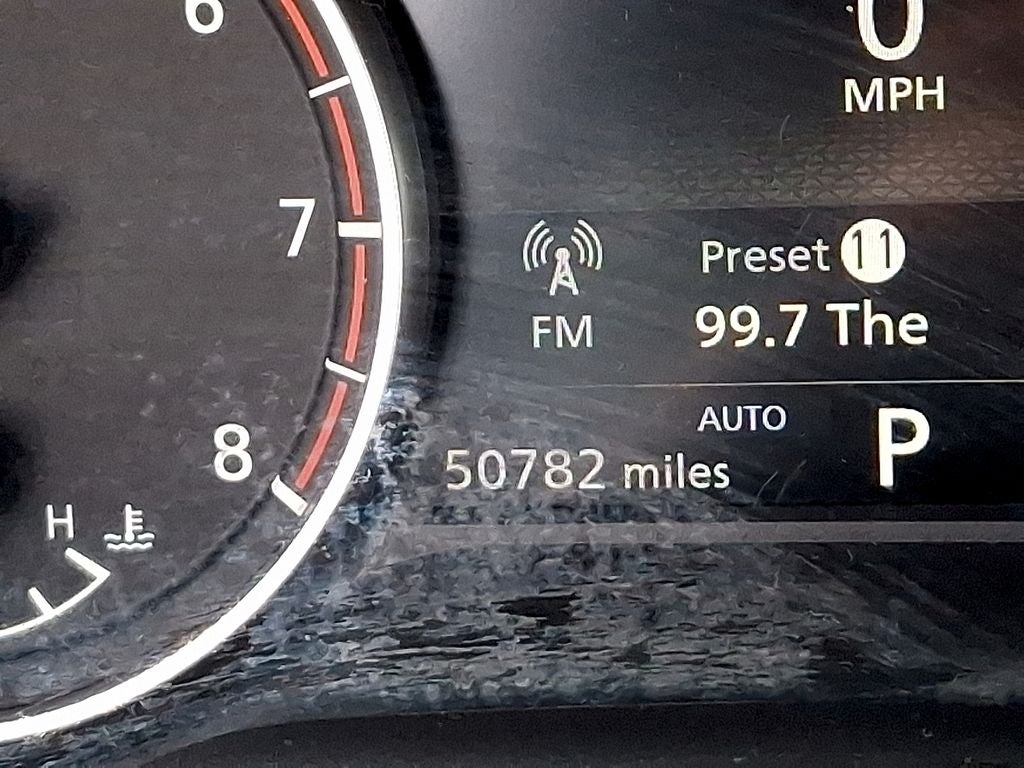 6
0
MPH
7
Preset 11
FM
99.7 The
AUTO
P
8
50782 miles
H